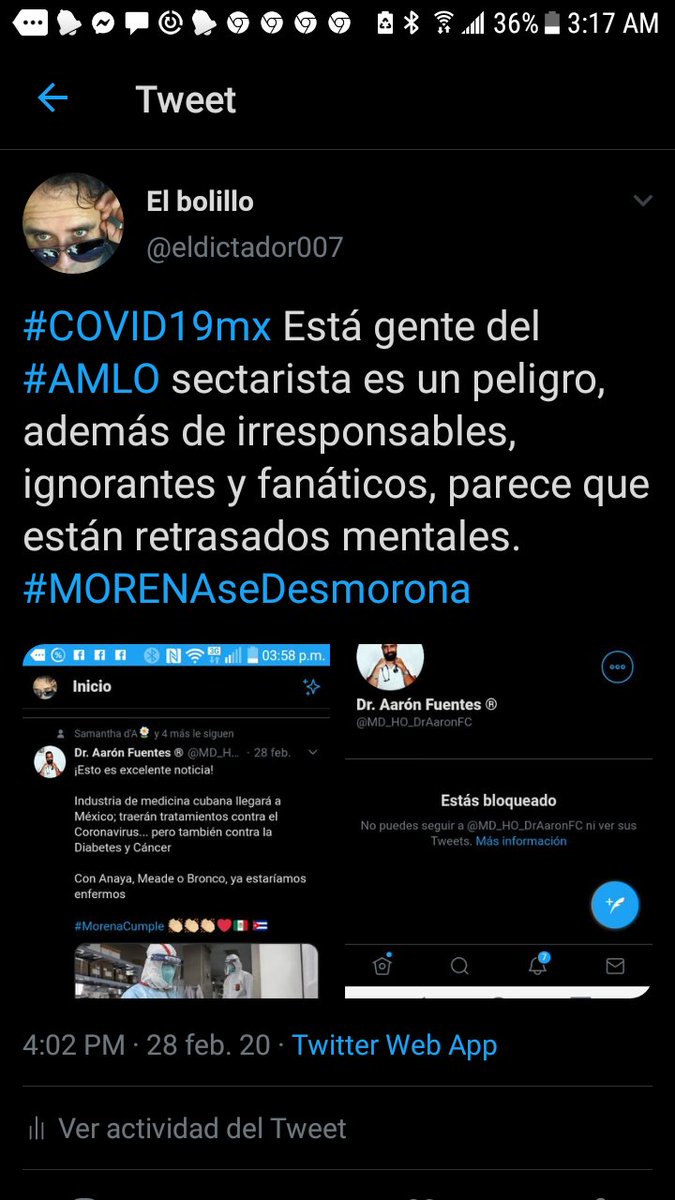 36% 3:17 AM
Tweet
El bolillo
@eldictador007
#COVID19mx Está gente del
#AMLO sectarista es un peligro,
además de irresponsables,
ignorantes y fanáticos, parece que
están retrasados mentales.
#MORENAseDesmorona
3G 03:58 p.m.
Inicio
Samantha d'A y 4 más le siguen
Dr. Aarón Fuentes ® @MD_H... · 28 feb.
¡Esto es excelente noticia!
Industria de medicina cubana llegará a
México; traerán tratamientos contra el
Coronavirus... pero también contra la
Diabetes y Cáncer
Con Anaya, Meade o Bronco, ya estaríamos
enfermos
#MorenaCumple
Dr. Aarón Fuentes ®
@MD_HO_DrAaronFC
Estás bloqueado
No puedes seguir a @MD_HO_DrAaronFC ni ver sus
Tweets. Más información
7
4:02 PM · 28 feb. 20 · Twitter Web App
Ver actividad del Tweet